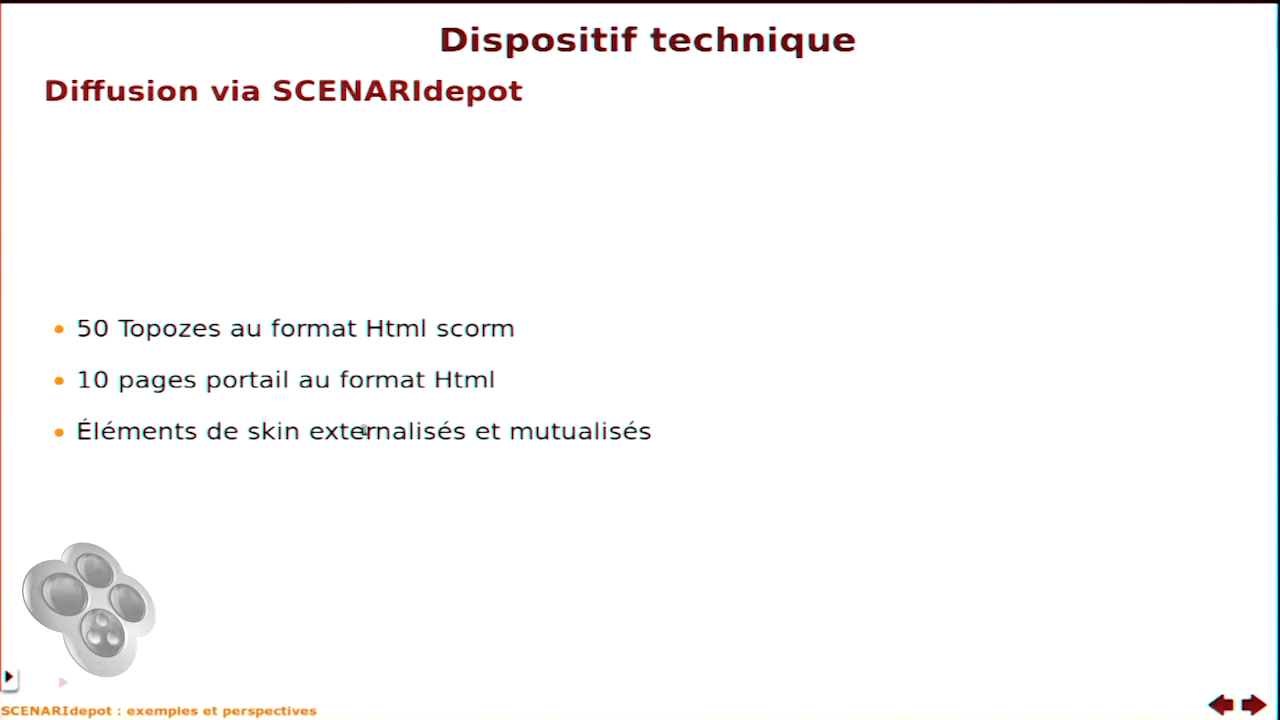 Dispositif technique
Diffusion via SCENARIdepot
50 Topozes au format Html scorm
10 pages portail au format Html
Éléments de skin externalisés et mutualisés
SCENARIdepot : exemples et perspectives